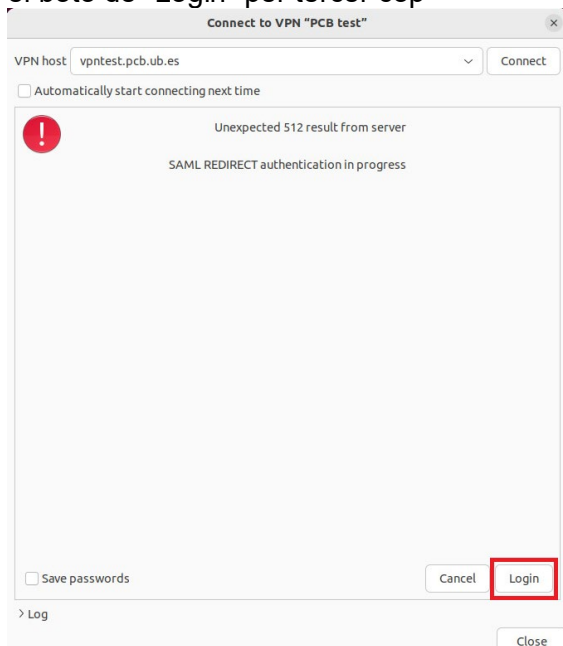 Connect to VPN “PCB test”
VPN host vpntest.pcb.ub.es Connect
Automatically start connecting next time
Unexpected 512 result from server
SAML REDIRECT authentication in progress
Save passwords Cancel Login
Log
Close